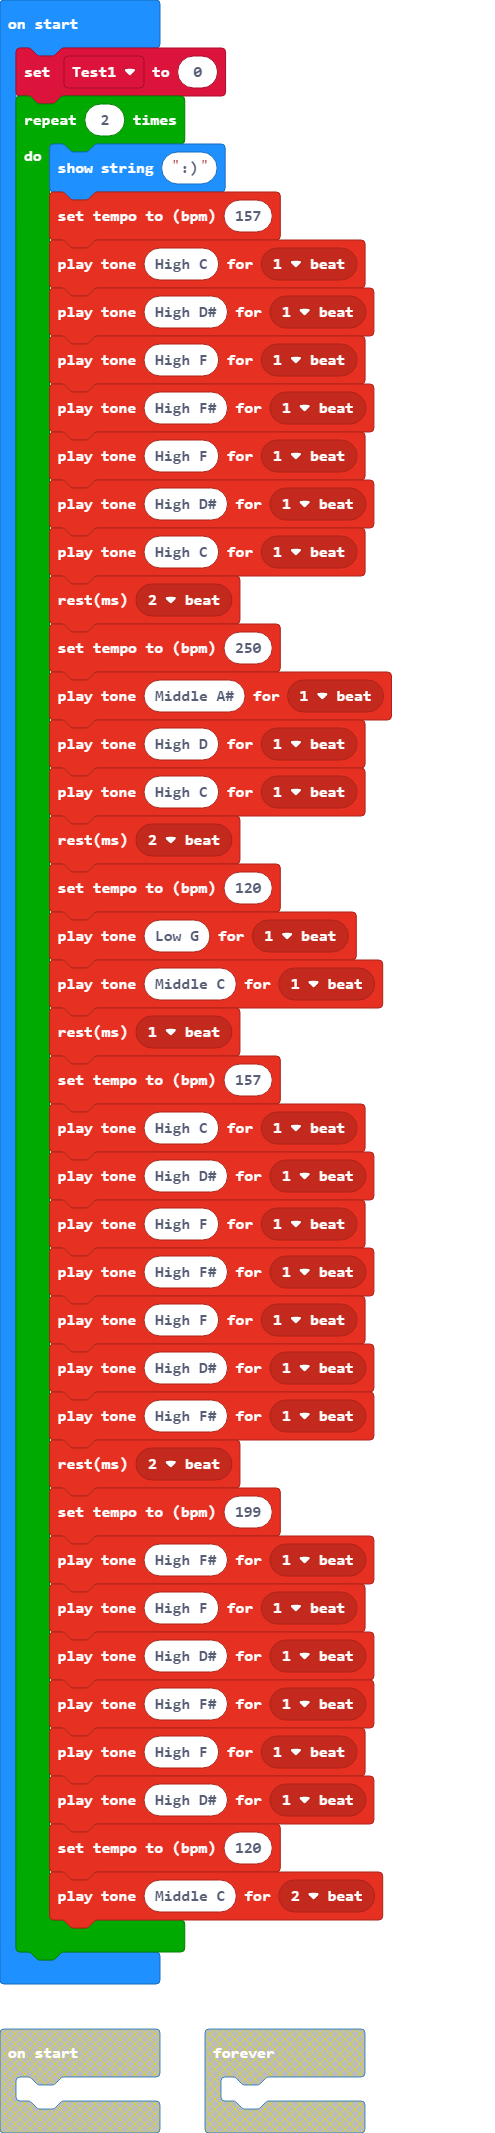 on start
set Test1 to 0
repeat 2 times
do
show string ":)"
set tempo to (bpm) 157
play tone High C for 1 beat
play tone High D# for 1 beat
play tone High F for 1 beat
play tone High F# for 1 beat
play tone High F for 1 beat
play tone High D# for 1 beat
play tone High C for 1 beat
rest(ms) 2 beat
set tempo to (bpm) 250
play tone Middle A# for 1 beat
play tone High D for 1 beat
play tone High C for 1 beat
rest(ms) 2 beat
set tempo to (bpm) 120
play tone Low G for 1 beat
play tone Middle C for 1 beat
rest(ms) 1 beat
set tempo to (bpm) 157
play tone High C for 1 beat
play tone High D# for 1 beat
play tone High F for 1 beat
play tone High F# for 1 beat
play tone High F for 1 beat
play tone High D# for 1 beat
play tone High F# for 1 beat
rest(ms) 2 beat
set tempo to (bpm) 199
play tone High F# for 1 beat
play tone High F for 1 beat
play tone High D# for 1 beat
play tone High F# for 1 beat
play tone High F for 1 beat
play tone High D# for 1 beat
set tempo to (bpm) 120
play tone Middle C for 2 beat
on start
forever